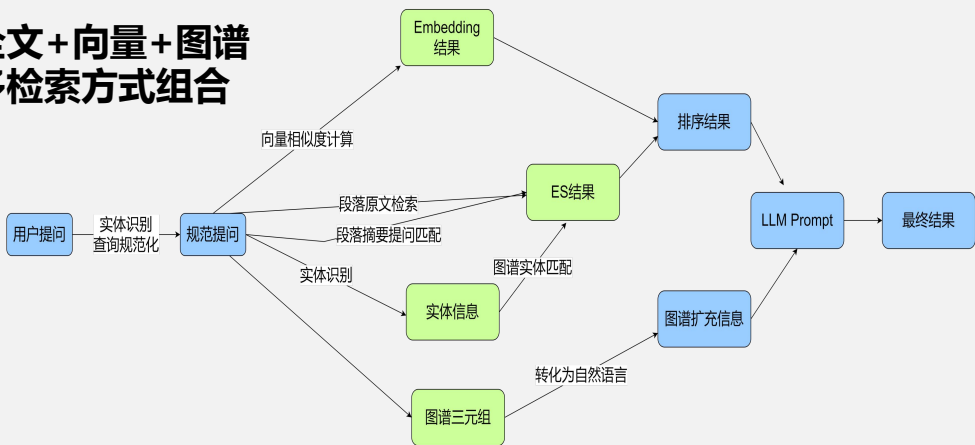 文+向量+图谱
检索方式组合
Embedding
结果
向量相似度计算
排序结果
段落原文检索
ES结果
用户提问
实体识别
查询规范化
规范提问
段落摘要提问匹配
LLM Prompt
最终结果
实体识别
图谱实体匹配
实体信息
图谱扩充信息
转化为自然语言
图谱三元组